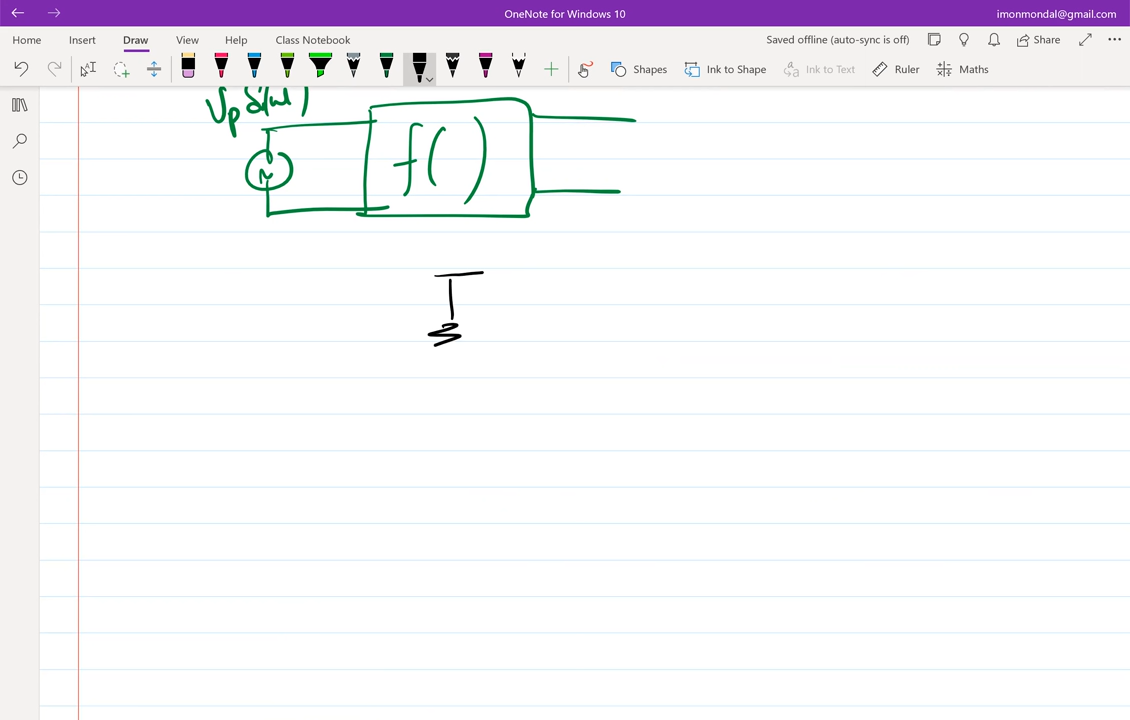 OneNote for Windows 10
imonmondal@gmail.com
Home Insert Draw View Help Class Notebook Saved offline (auto-sync is off) Share
Shapes Ink to Shape Ink to Text Ruler Maths
f( )
~